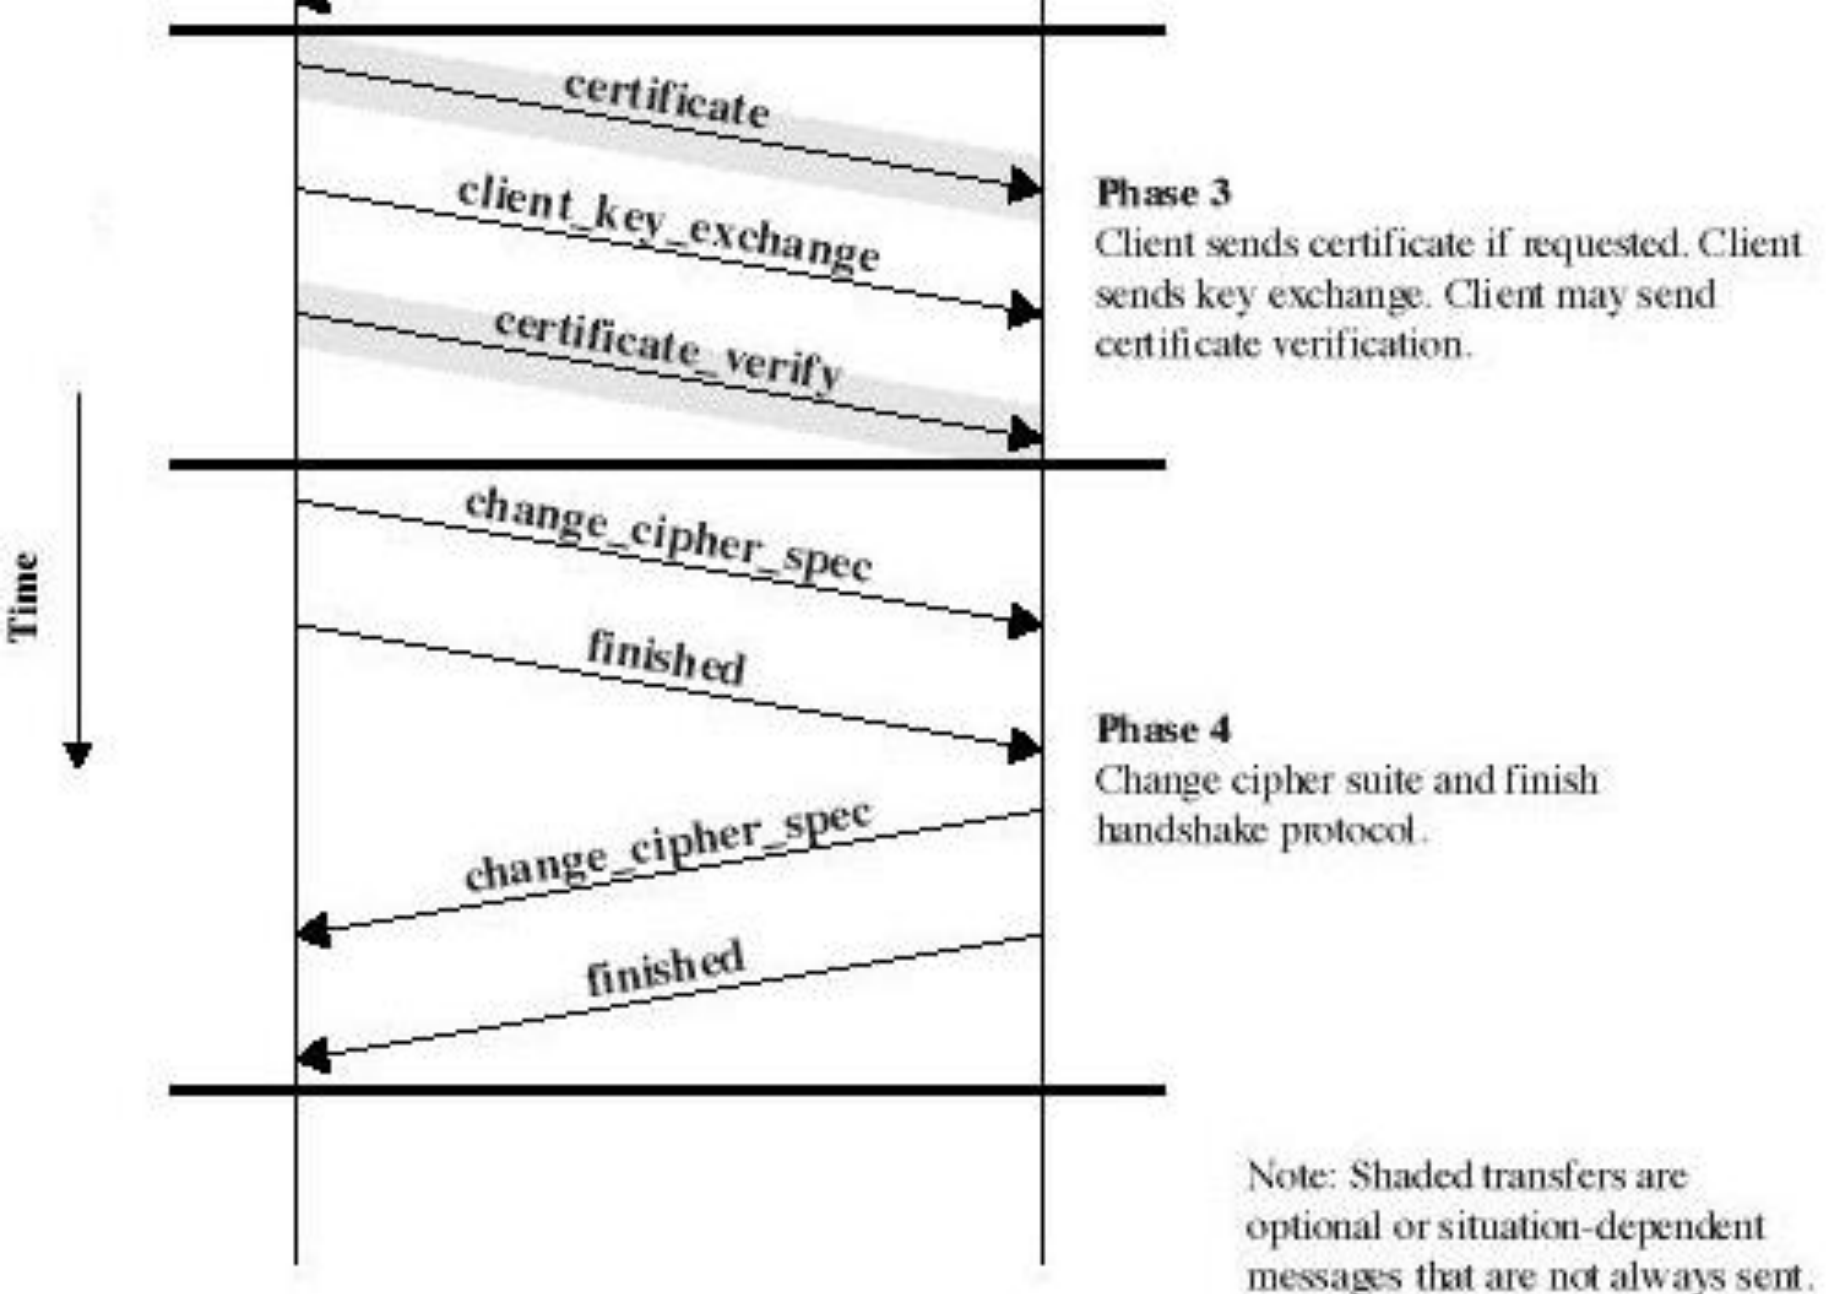 certificate
client_key_exchange
certificate_verify
Phase 3
Client sends certificate if requested. Client
sends key exchange. Client may send
certificate verification.
Time
change_cipher_spec
finished
change_cipher_spec
finished
Phase 4
Change cipher suite and finish
handshake protocol.
Note: Shaded transfers are
optional or situation-dependent
messages that are not always sent.